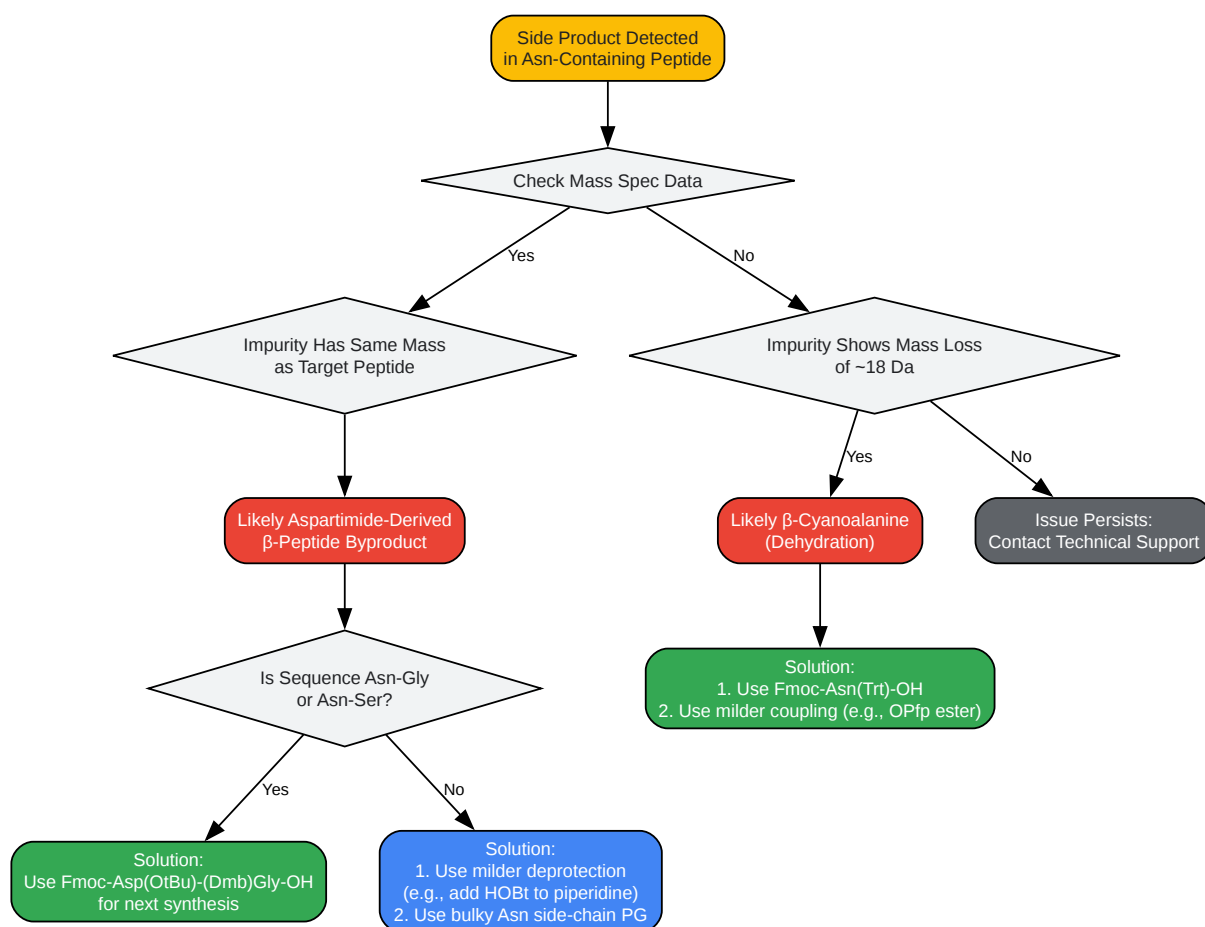 Side Product Detected
in Asn-Containing Peptide
Check Mass Spec Data
Yes
No
Impurity Has Same Mass
as Target Peptide
Impurity Shows Mass Loss
of ~18 Da
Yes
No
Likely Aspartimide-Derived
β-Peptide Byproduct
Likely β-Cyanoalanine
(Dehydration)
Issue Persists:
Contact Technical Support
Is Sequence Asn-Gly
or Asn-Ser?
Solution:
1. Use Fmoc-Asn(Trt)-OH
2. Use milder coupling (e.g., OPfp ester)
Yes
No
Solution:
Use Fmoc-Asp(OtBu)-(Dmb)Gly-OH
for next synthesis
Solution:
1. Use milder deprotection
(e.g., add HOBt to piperidine)
2. Use bulky Asn side-chain PG